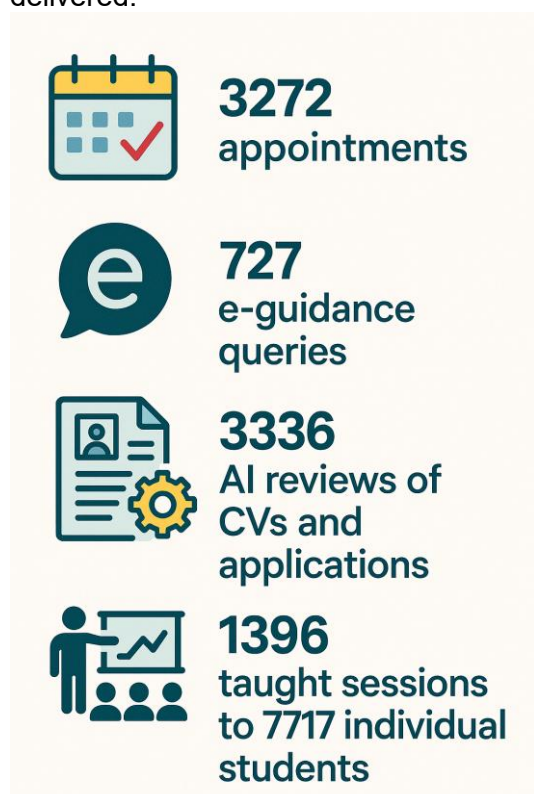 delivered:
3272
appointments
e
727
e-guidance
queries
3336
AI reviews of
CVs and
applications
1396
taught sessions
to 7717 individual
students